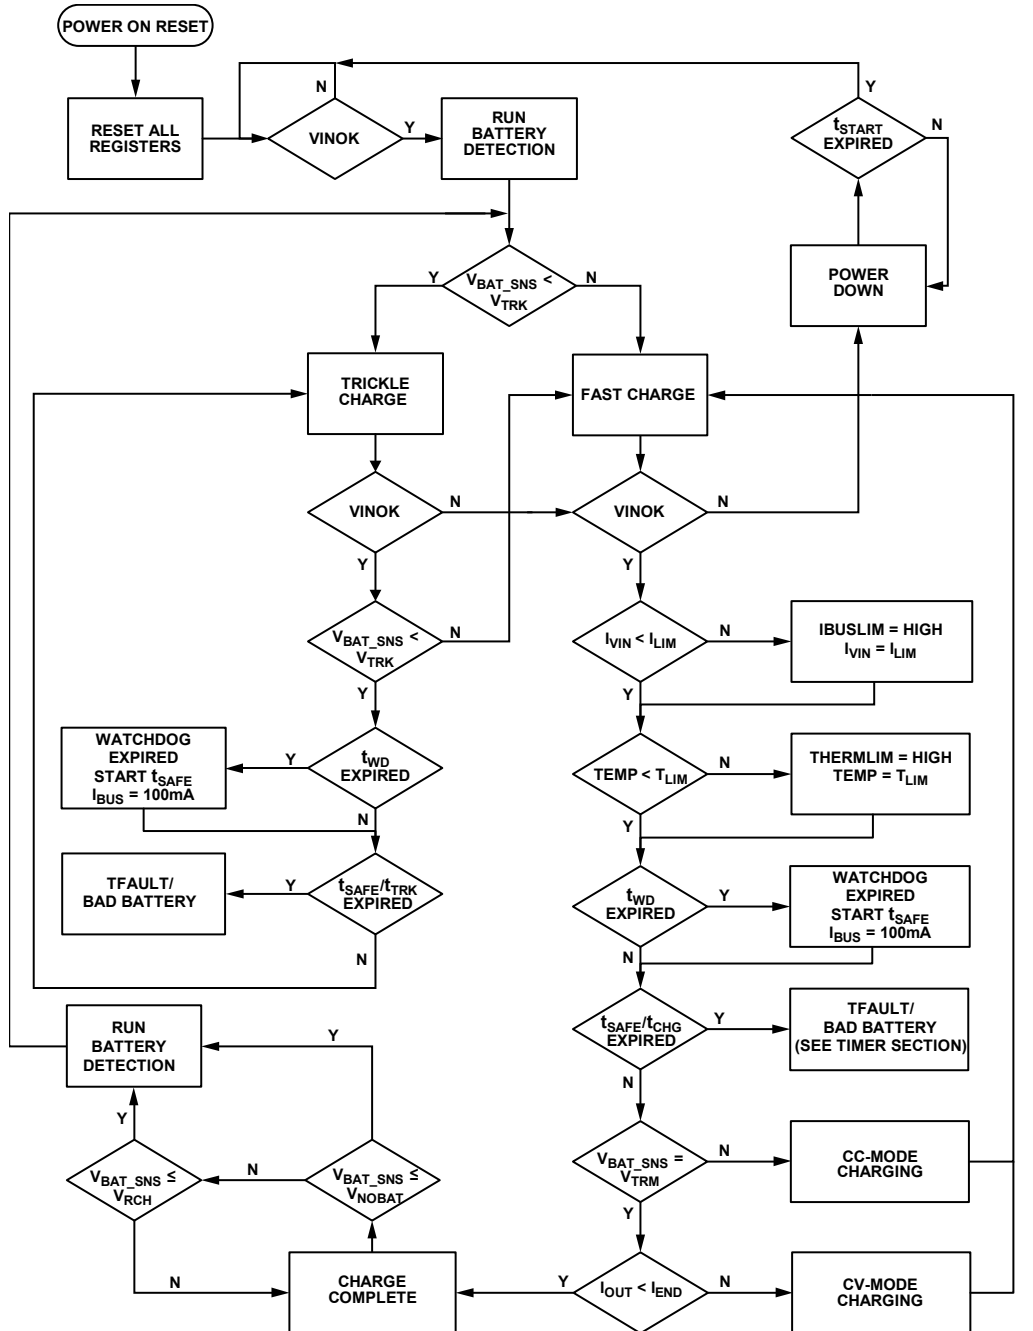 POWER ON RESET
RESET ALL
REGISTERS
N
VINOK
Y
RUN
BATTERY
DETECTION
Y
tSTART
EXPIRED
N
POWER
DOWN
Y
VBAT_SNS <
VTRK
N
TRICKLE
CHARGE
FAST CHARGE
VINOK
N
Y
VINOK
N
Y
VBAT_SNS <
VTRK
N
Y
IVIN < ILIM
N
Y
IBUSLIM = HIGH
IVIN = ILIM
WATCHDOG
EXPIRED
START tSAFE
IBUS = 100mA
Y
tWD
EXPIRED
N
TEMP < TLIM
N
Y
THERMLIM = HIGH
TEMP = TLIM
TFAULT/
BAD BATTERY
Y
tSAFE/tTRK
EXPIRED
N
tWD
EXPIRED
Y
N
WATCHDOG
EXPIRED
START tSAFE
IBUS = 100mA
RUN
BATTERY
DETECTION
Y
Y
tSAFE/tCHG
EXPIRED
Y
N
TFAULT/
BAD BATTERY
(SEE TIMER SECTION)
VBAT_SNS ≤
VRCH
N
VBAT_SNS ≤
VNOBAT
VBAT_SNS =
VTRM
N
Y
CC-MODE
CHARGING
N
CHARGE
COMPLETE
Y
IOUT < IEND
N
CV-MODE
CHARGING